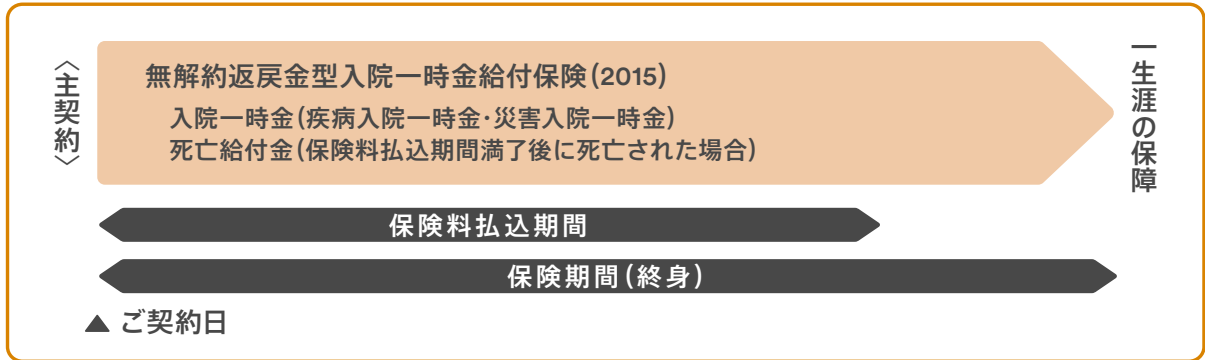 〈主契約〉
無解約返戻金型入院一時金給付保険(2015)
入院一時金(疾病入院一時金・災害入院一時金)
死亡給付金(保険料払込期間満了後に死亡された場合)
一生涯の保障
保険料払込期間
保険期間(終身)
▲ ご契約日